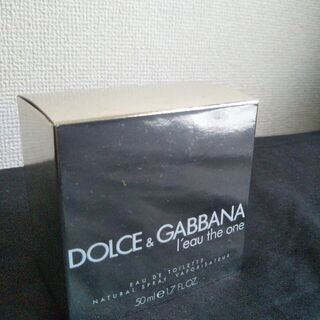 DOLCE & GABBANA
l'eau the one
EAU DE TOILETTE
NATURAL SPRAY VAPORISATEUR
50 ml ℮ 1.7 FL.OZ.